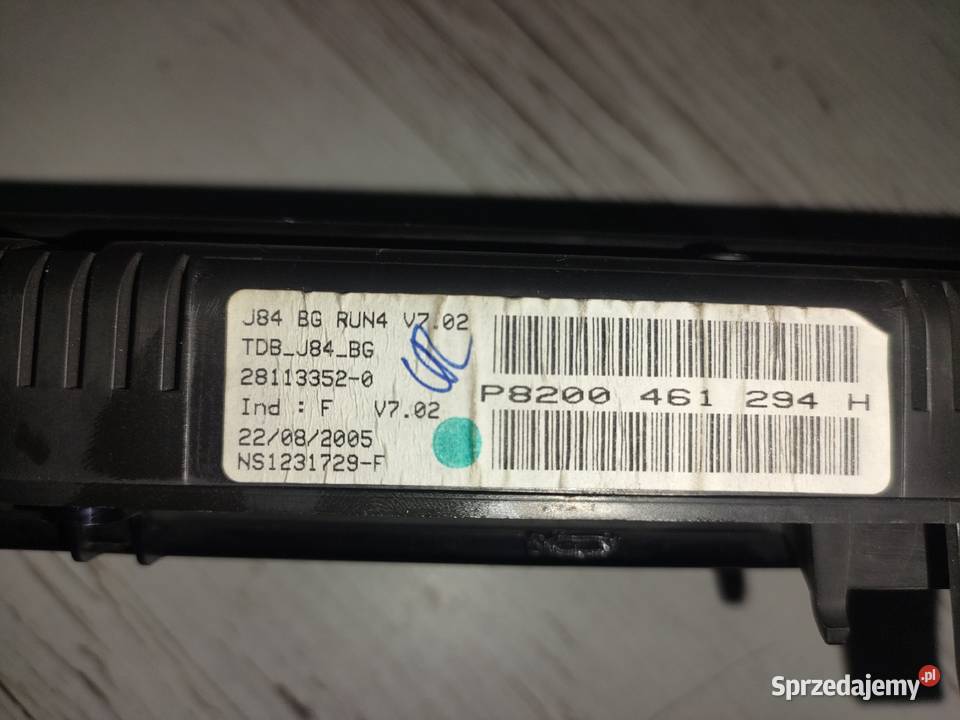 J84 BG RUN4 V7.02
TDB_J84_BG
28113352-0
Ind : F V7.02
22/08/2005
NS1231729-F
P8200 461 294 H
Sprzedajemy.pl